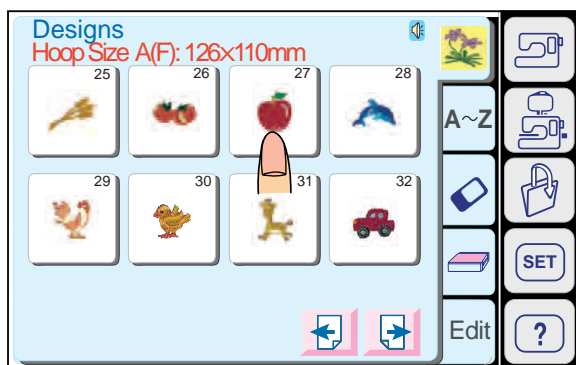 Designs
Hoop Size A(F): 126×110mm
25 26 27 28
A~Z
29 30 31 32
SET
Edit
?